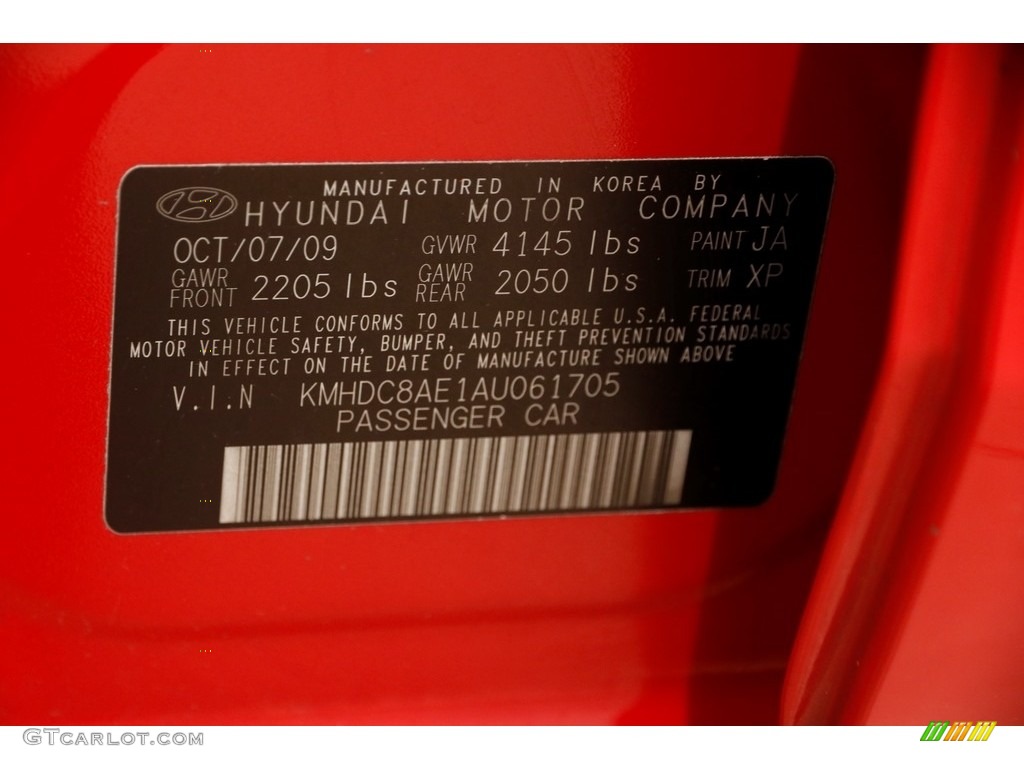 MANUFACTURED IN KOREA BY
HYUNDAI MOTOR COMPANY
OCT/07/09 GVWR 4145 lbs PAINT JA
GAWR FRONT 2205 lbs GAWR REAR 2050 lbs TRIM XP
THIS VEHICLE CONFORMS TO ALL APPLICABLE U.S.A. FEDERAL
MOTOR VEHICLE SAFETY, BUMPER, AND THEFT PREVENTION STANDARDS
IN EFFECT ON THE DATE OF MANUFACTURE SHOWN ABOVE
V.I.N KMHDC8AE1AU061705
PASSENGER CAR
GTCARLOT.COM